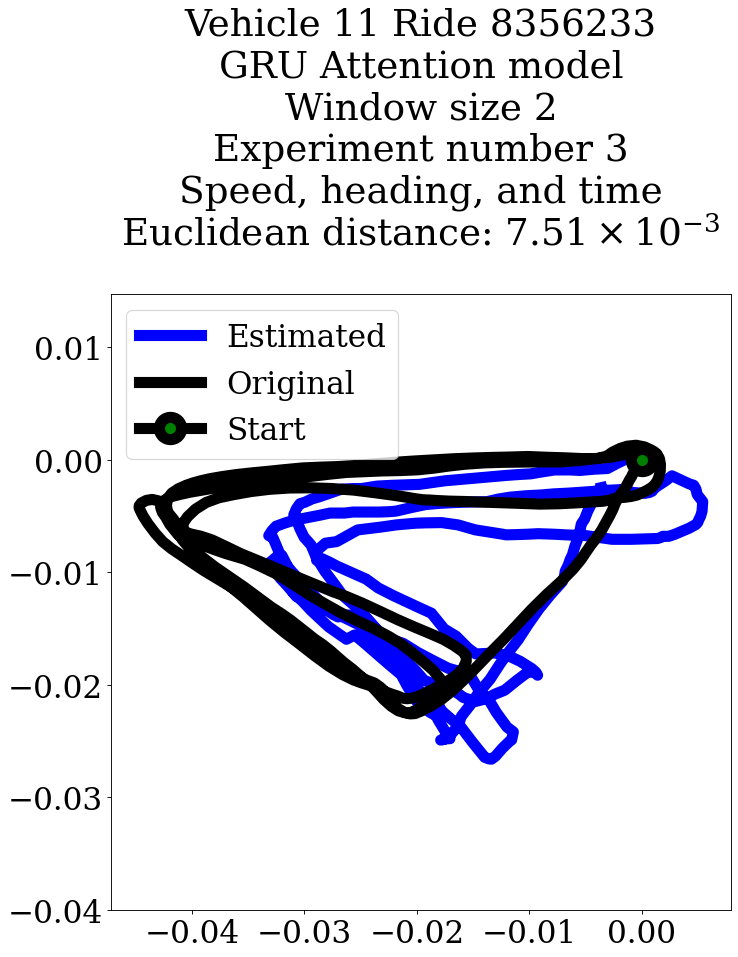 Vehicle 11 Ride 8356233
GRU Attention model
Window size 2
Experiment number 3
Speed, heading, and time
Euclidean distance: 7.51 × 10⁻³
Estimated
Original
Start
0.01
0.00
−0.01
−0.02
−0.03
−0.04
−0.04 −0.03 −0.02 −0.01 0.00